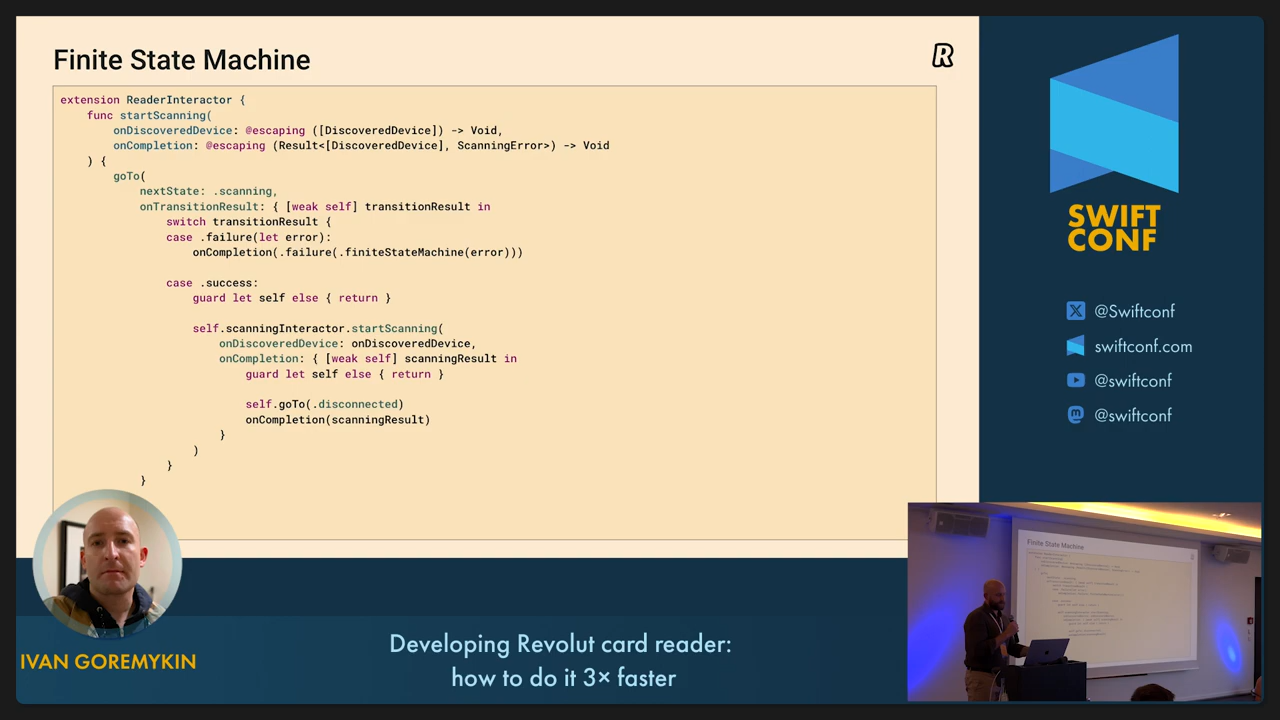 Finite State Machine
R
extension ReaderInteractor {
func startScanning(
onDiscoveredDevice: @escaping ([DiscoveredDevice]) -> Void,
onCompletion: @escaping (Result<[DiscoveredDevice], ScanningError>) -> Void
) {
goTo(
nextState: .scanning,
onTransitionResult: { [weak self] transitionResult in
switch transitionResult {
case .failure(let error):
onCompletion(.failure(.finiteStateMachine(error)))
case .success:
guard let self else { return }
self.scanningInteractor.startScanning(
onDiscoveredDevice: onDiscoveredDevice,
onCompletion: { [weak self] scanningResult in
guard let self else { return }
self.goTo(.disconnected)
onCompletion(scanningResult)
}
)
}
}
SWIFT
CONF
@Swiftconf
swiftconf.com
@swiftconf
@swiftconf
IVAN GOREMYKIN
Developing Revolut card reader:
how to do it 3× faster
Finite State Machine